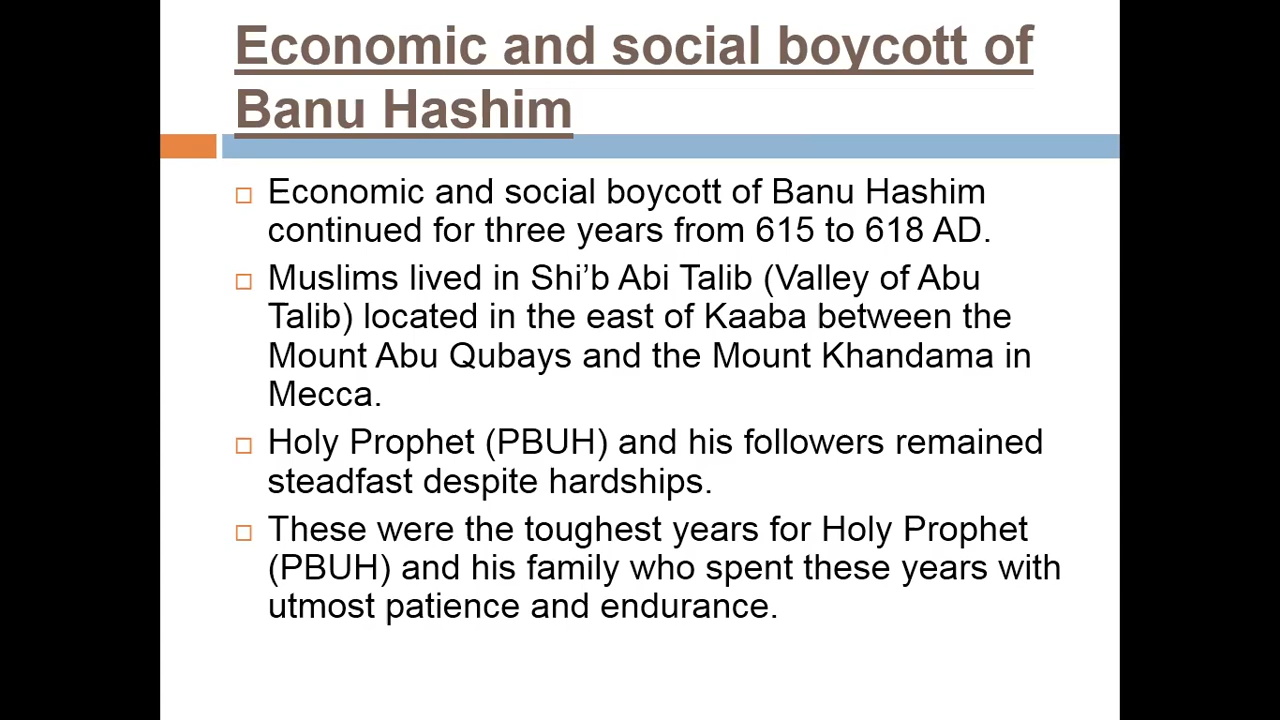 Economic and social boycott of
Banu Hashim
Economic and social boycott of Banu Hashim
continued for three years from 615 to 618 AD.
Muslims lived in Shi’b Abi Talib (Valley of Abu
Talib) located in the east of Kaaba between the
Mount Abu Qubays and the Mount Khandama in
Mecca.
Holy Prophet (PBUH) and his followers remained
steadfast despite hardships.
These were the toughest years for Holy Prophet
(PBUH) and his family who spent these years with
utmost patience and endurance.